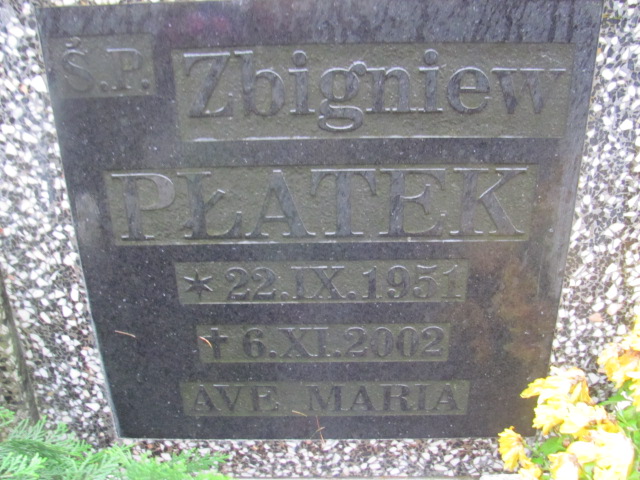 Ś.P. Zbigniew
PŁATEK
* 22.IX.1951
† 6.XI.2002
AVE MARIA